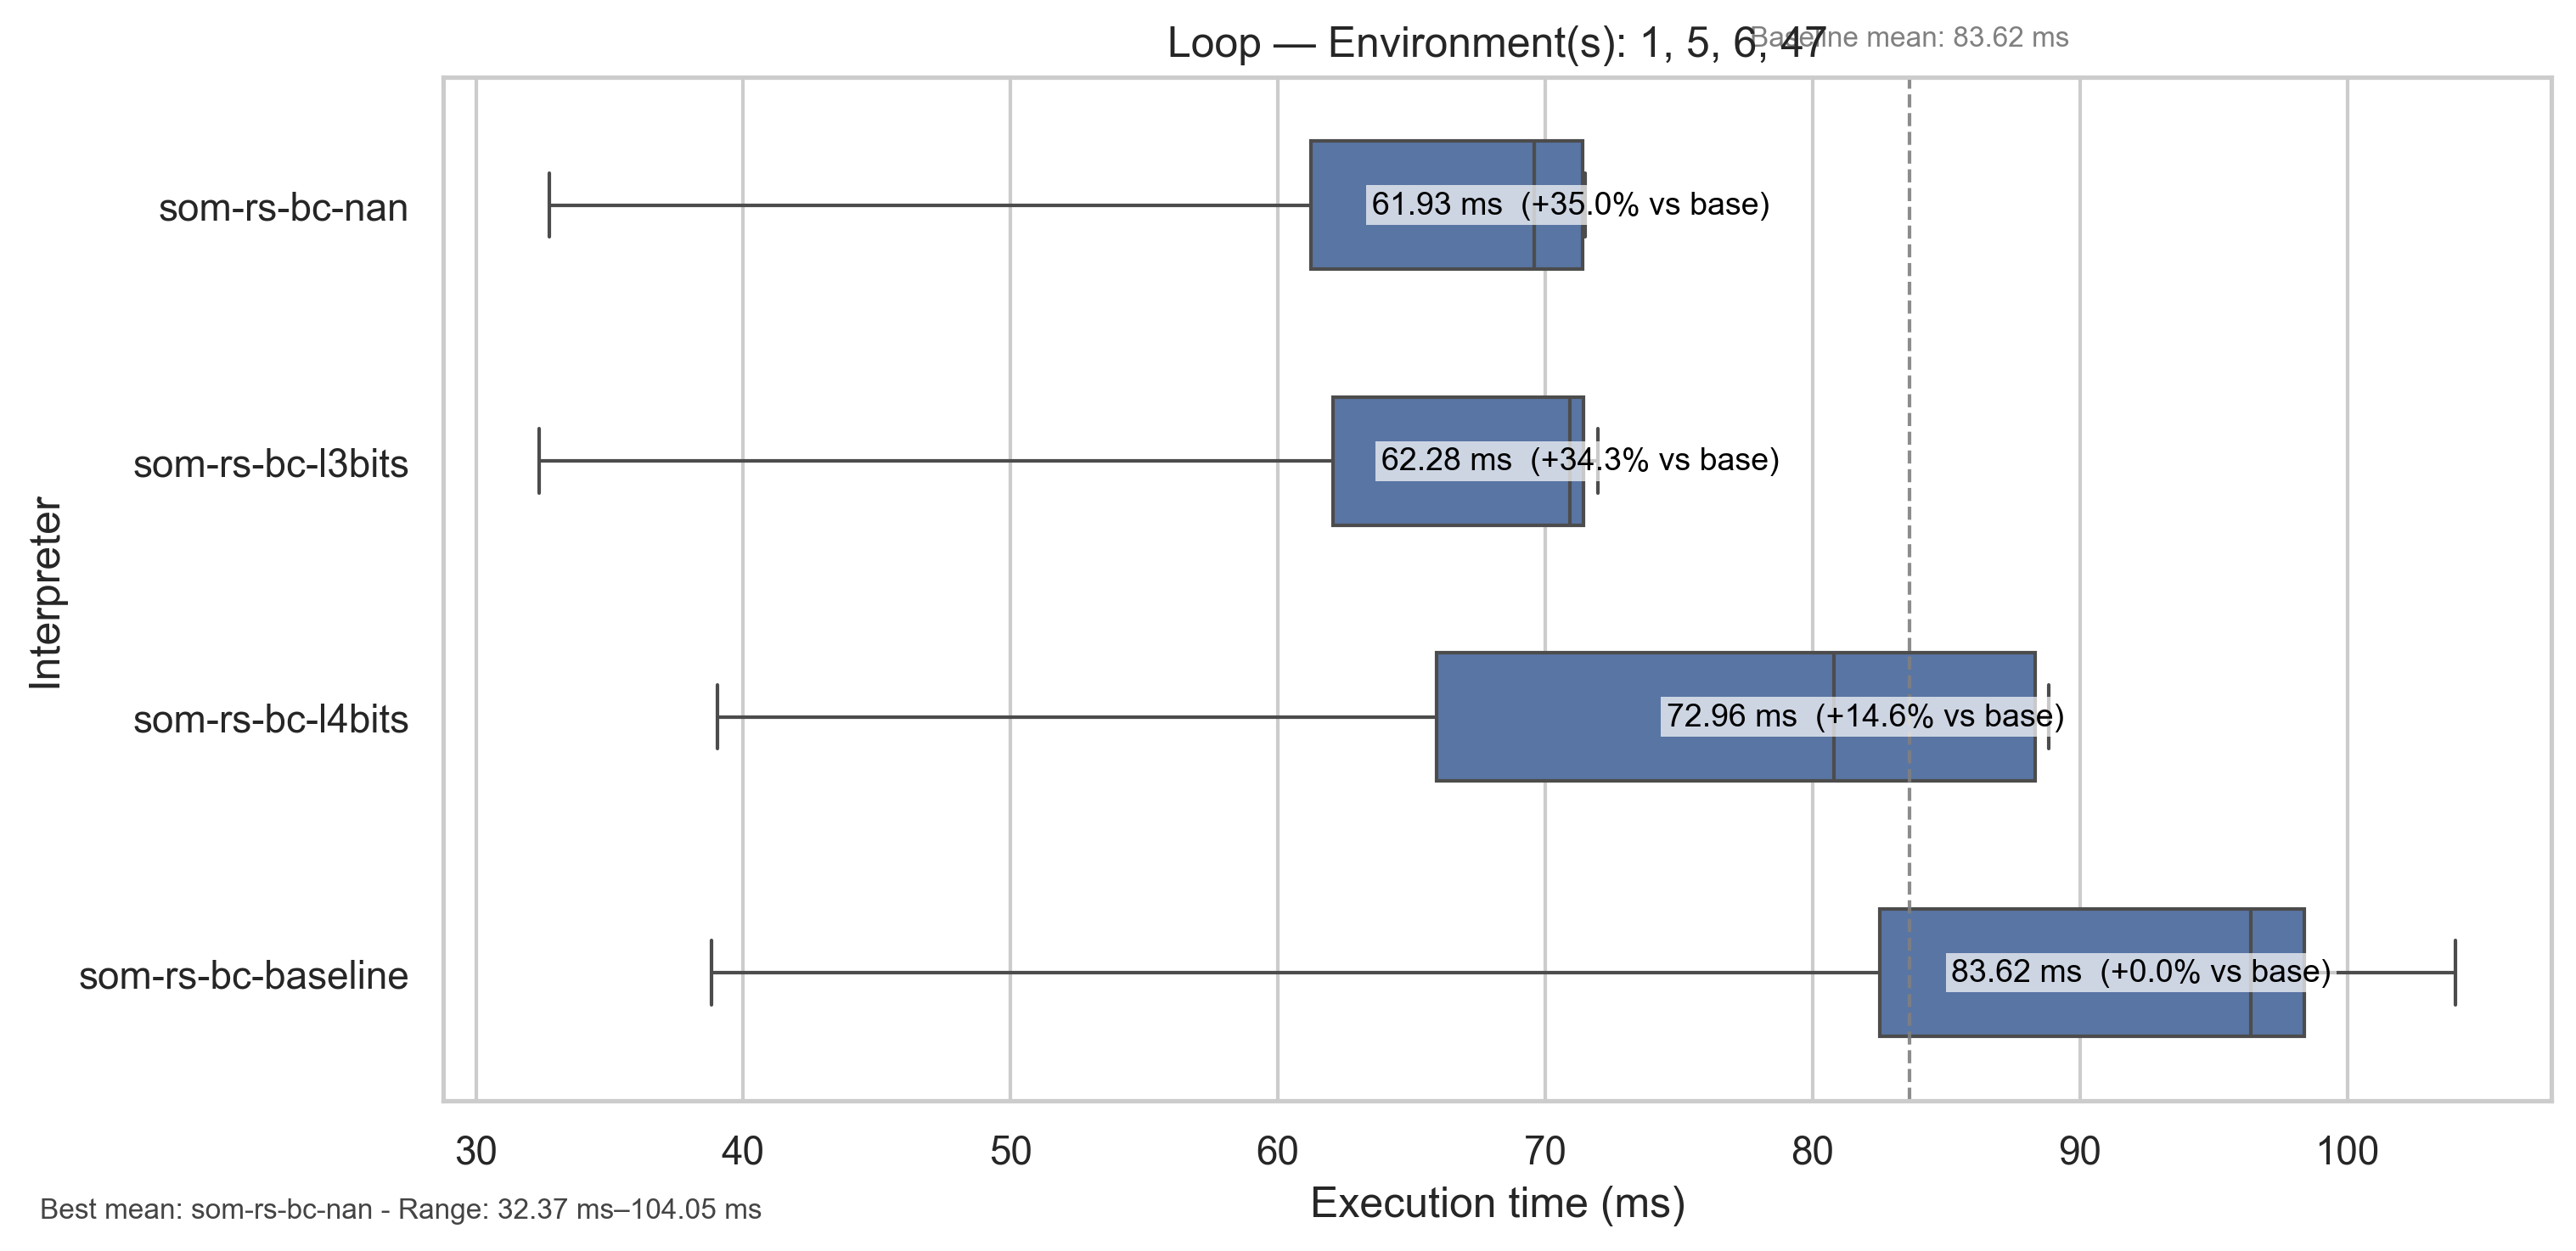 Loop — Environment(s): 1, 5, 6, 47
Baseline mean: 83.62 ms
som-rs-bc-nan
61.93 ms (+35.0% vs base)
som-rs-bc-l3bits
62.28 ms (+34.3% vs base)
som-rs-bc-l4bits
72.96 ms (+14.6% vs base)
som-rs-bc-baseline
83.62 ms (+0.0% vs base)
Interpreter
30 40 50 60 70 80 90 100
Execution time (ms)
Best mean: som-rs-bc-nan - Range: 32.37 ms–104.05 ms